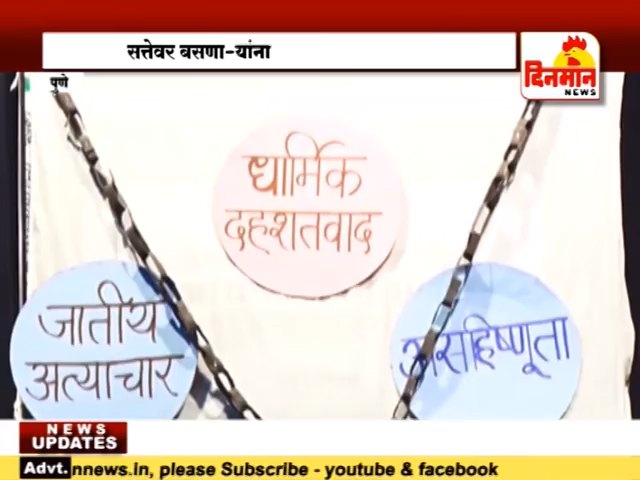 सत्तेवर बसणा-यांना
दिनमान
NEWS
पुणे
धार्मिक
दहशतवाद
जातीय
अत्याचार
असहिष्णूता
NEWS
UPDATES
Advt. nnews.in, please Subscribe - youtube & facebook